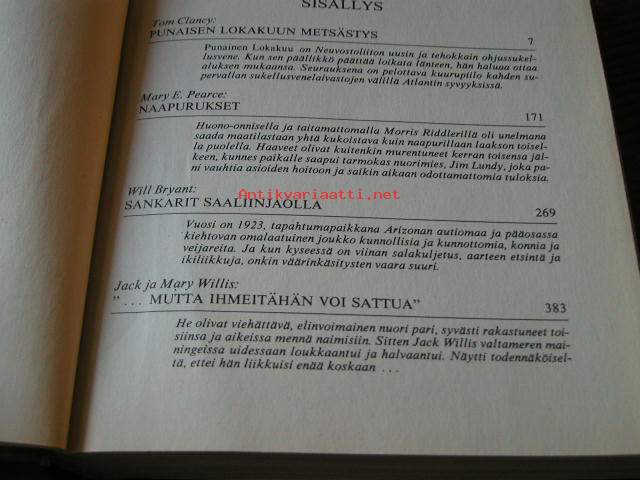 SISÄLLYS
Tom Clancy:
PUNAISEN LOKAKUUN METSÄSTYS 7
Punainen Lokakuu on Neuvostoliiton uusin ja tehokkain ohjussukel-
lusvene. Kun sen päällikkö päättää loikata länteen, hän haluaa ottaa
aluksen mukaansa. Seurauksena on pelottava kuurupiilo kahden su-
pervallan sukellusvenelaivastojen välillä Atlantin syvyyksissä.
Mary E. Pearce:
NAAPURUKSET 171
Huono-onnisella ja taitamattomalla Morris Riddlerillä oli unelmana
saada maatilastaan yhtä kukoistava kuin naapurillaan laakson toisel-
la puolella. Haaveet olivat kuitenkin murentuneet kerran toisensa jäl-
keen, kunnes paikalle saapui tarmokas nuorimies, Jim Lundy, joka pa-
ni vauhtia asioiden hoitoon ja saikin aikaan odottamattomia tuloksia.
Antikvariaatti.net
Will Bryant:
SANKARIT SAALIINJAOLLA 269
Vuosi on 1923, tapahtumapaikkana Arizonan autiomaa ja pääosassa
kiehtovan omalaatuinen joukko kunnollisia ja kunnottomia, konnia ja
veijareita. Ja kun kyseessä on viinan salakuljetus, aarteen etsintä ja
ikiliikkuja, onkin väärinkäsitysten vaara suuri.
Jack ja Mary Willis:
"... MUTTA IHMEITÄHÄN VOI SATTUA" 383
He olivat viehättävä, elinvoimainen nuori pari, syvästi rakastuneet toi-
siinsa ja aikeissa mennä naimisiin. Sitten Jack Willis valtameren mai-
ningeissa uidessaan loukkaantui ja halvaantui. Näytti todennäköisel-
tä, ettei hän liikkuisi enää koskaan ...